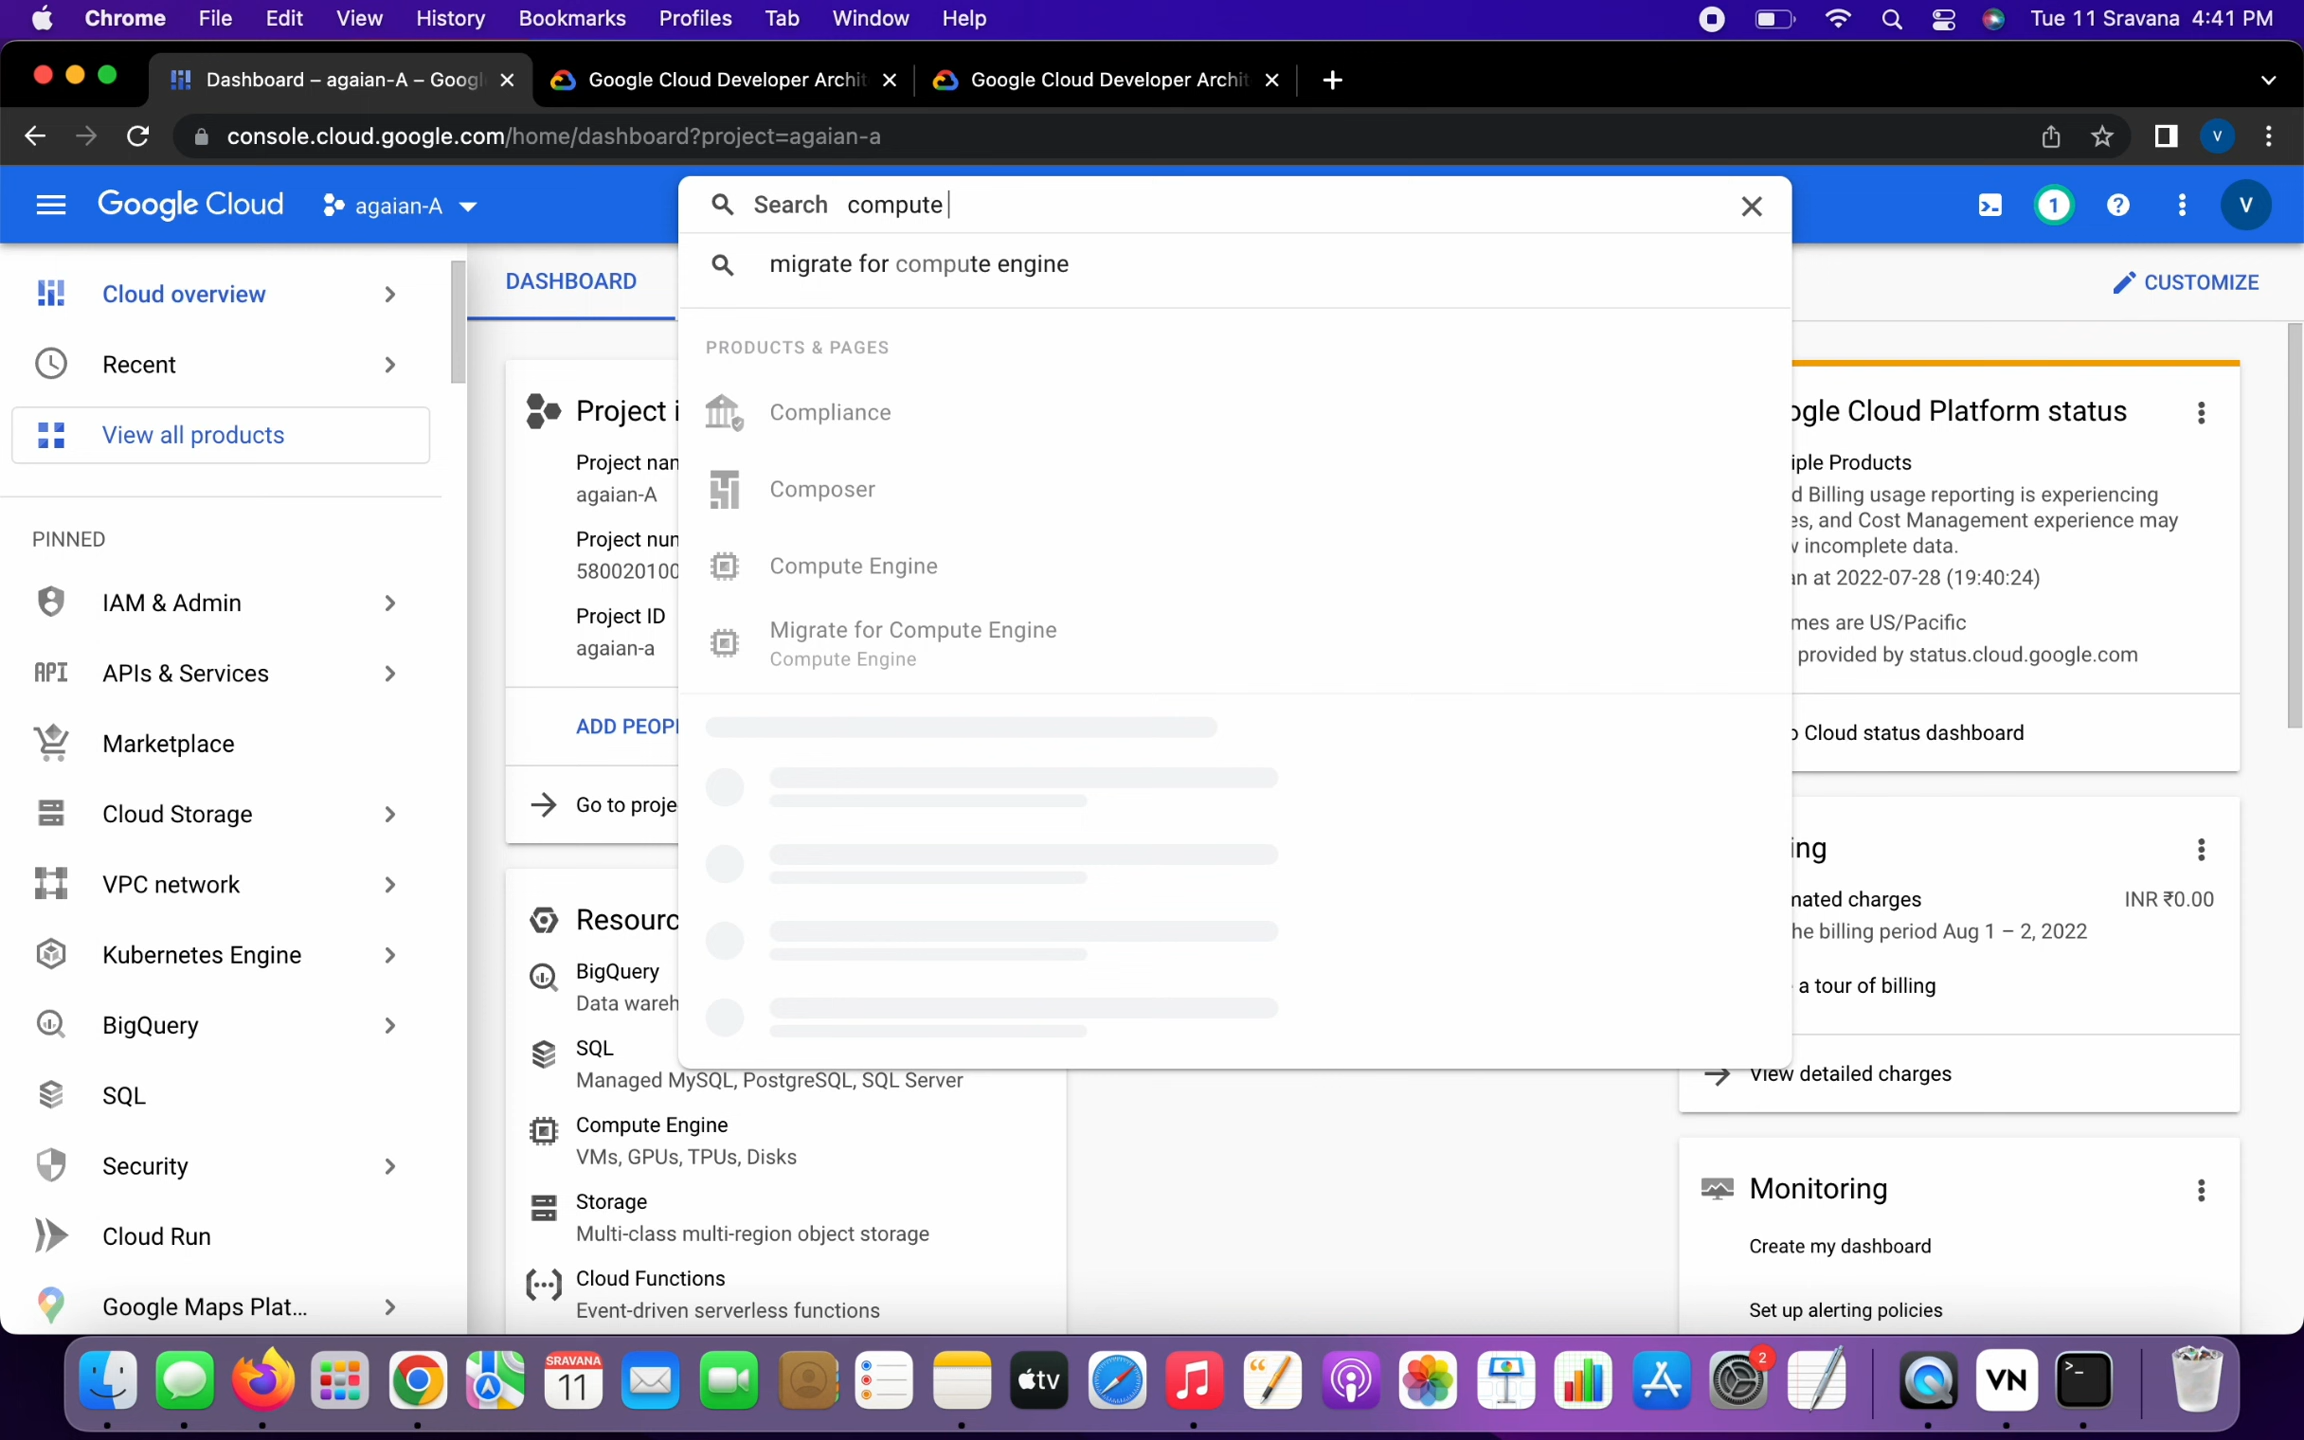 Chrome File Edit View History Bookmarks Profiles Tab Window Help Tue 11 Sravana 4:41 PM
Dashboard – agaian-A – Googl Google Cloud Developer Archit Google Cloud Developer Archit
console.cloud.google.com/home/dashboard?project=agaian-a
Google Cloud agaian-A Search compute 1 ? V
migrate for compute engine
DASHBOARD
CUSTOMIZE
Cloud overview
Recent
View all products
PINNED
IAM & Admin
API APIs & Services
Marketplace
Cloud Storage
VPC network
Kubernetes Engine
BigQuery
SQL
Security
Cloud Run
Google Maps Plat...
Project i
Project nam
agaian-A
Project num
580020100
Project ID
agaian-a
ADD PEOP
Go to proje
Resourc
BigQuery
Data wareh
SQL
Managed MySQL, PostgreSQL, SQL Server
Compute Engine
VMs, GPUs, TPUs, Disks
Storage
Multi-class multi-region object storage
Cloud Functions
Event-driven serverless functions
PRODUCTS & PAGES
Compliance
Composer
Compute Engine
Migrate for Compute Engine
Compute Engine
ogle Cloud Platform status
iple Products
d Billing usage reporting is experiencing
es, and Cost Management experience may
w incomplete data.
an at 2022-07-28 (19:40:24)
mes are US/Pacific
provided by status.cloud.google.com
o Cloud status dashboard
ing
mated charges INR ₹0.00
he billing period Aug 1 – 2, 2022
a tour of billing
View detailed charges
Monitoring
Create my dashboard
Set up alerting policies
SRAVANA
11
tv
2
VN